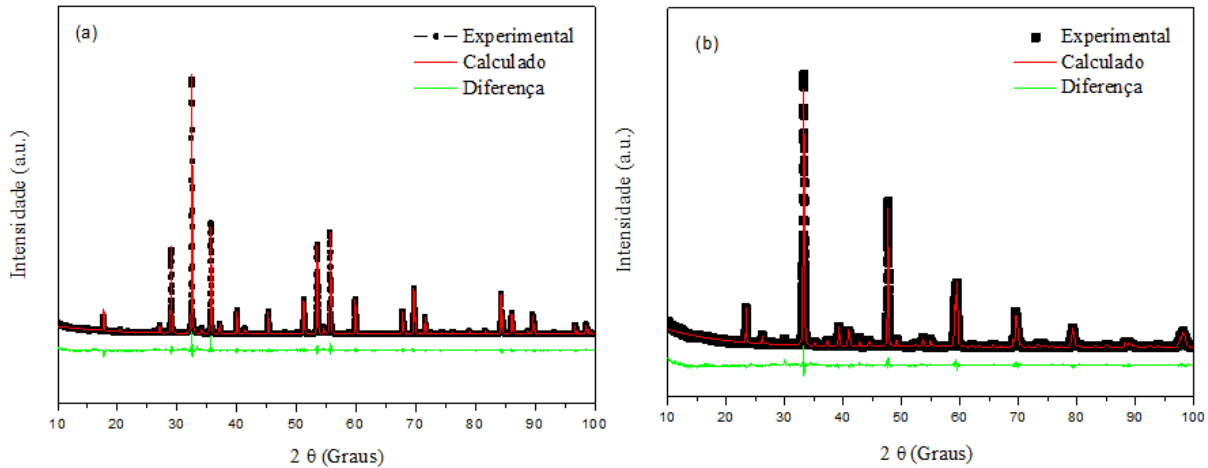 (a)
Experimental
Calculado
Diferença
Intensidade (a.u.)
10 20 30 40 50 60 70 80 90 100
2 θ (Graus)
(b)
Experimental
Calculado
Diferença
Intensidade (a.u.)
10 20 30 40 50 60 70 80 90 100
2 θ (Graus)